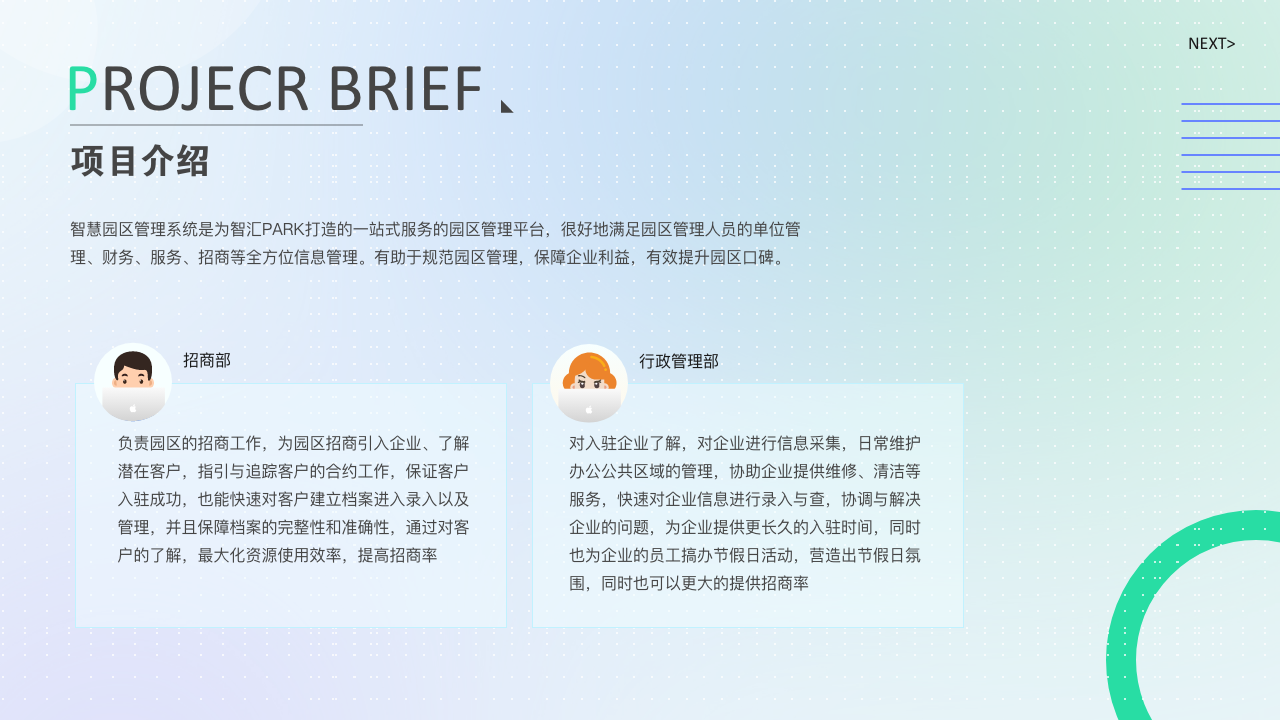 NEXT>
PROJECR BRIEF
项目介绍
智慧园区管理系统是为智汇PARK打造的一站式服务的园区管理平台，很好地满足园区管理人员的单位管
理、财务、服务、招商等全方位信息管理。有助于规范园区管理，保障企业利益，有效提升园区口碑。
招商部
负责园区的招商工作，为园区招商引入企业、了解
潜在客户，指引与追踪客户的合约工作，保证客户
入驻成功，也能快速对客户建立档案进入录入以及
管理，并且保障档案的完整性和准确性，通过对客
户的了解，最大化资源使用效率，提高招商率
行政管理部
对入驻企业了解，对企业进行信息采集，日常维护
办公公共区域的管理，协助企业提供维修、清洁等
服务，快速对企业信息进行录入与查，协调与解决
企业的问题，为企业提供更长久的入驻时间，同时
也为企业的员工搞办节假日活动，营造出节假日氛
围，同时也可以更大的提供招商率